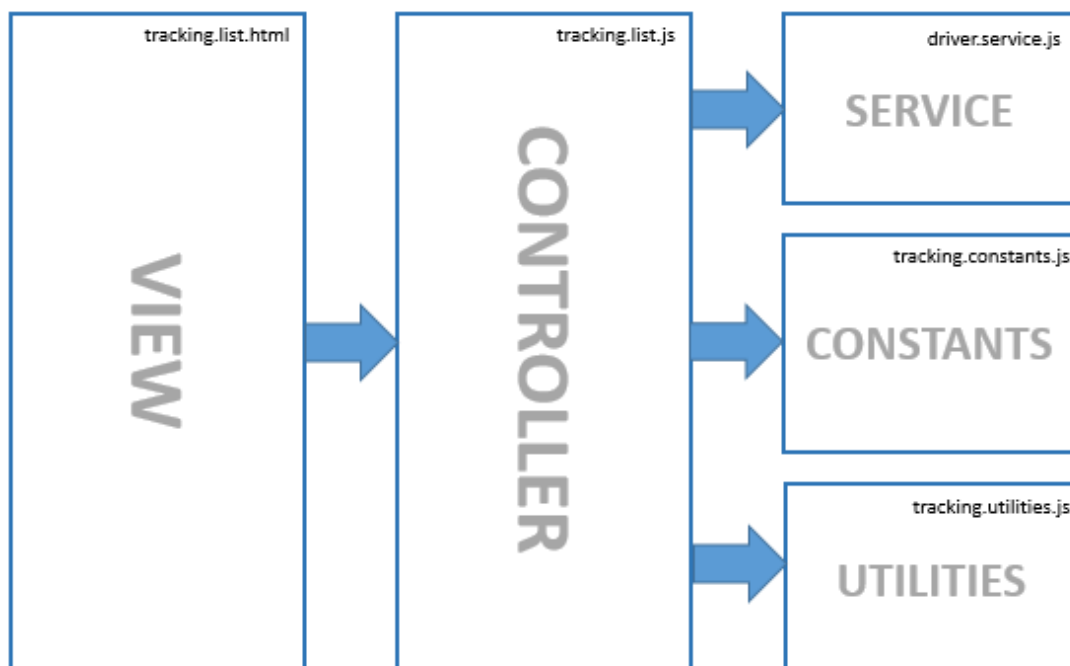 tracking.list.html
VIEW
tracking.list.js
CONTROLLER
driver.service.js
SERVICE
tracking.constants.js
CONSTANTS
tracking.utilities.js
UTILITIES